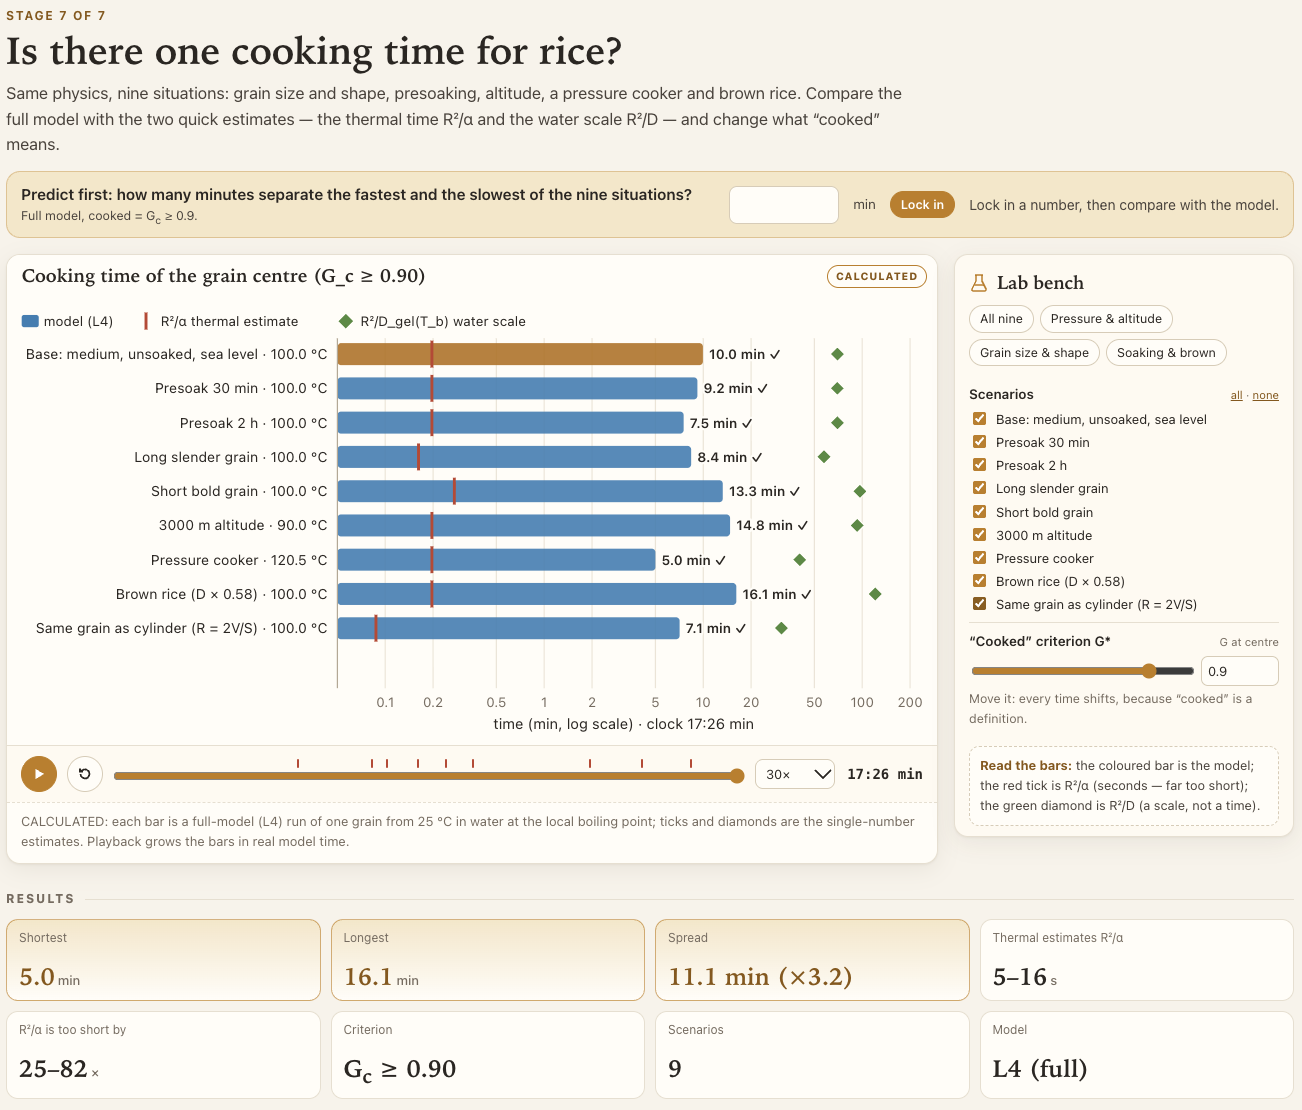 STAGE 7 OF 7
Is there one cooking time for rice?
Same physics, nine situations: grain size and shape, presoaking, altitude, a pressure cooker and brown rice. Compare the
full model with the two quick estimates — the thermal time R²/α and the water scale R²/D — and change what “cooked”
means.
Predict first: how many minutes separate the fastest and the slowest of the nine situations?
Full model, cooked = Gc ≥ 0.9.
min
Lock in
Lock in a number, then compare with the model.
Cooking time of the grain centre (G_c ≥ 0.90)
CALCULATED
model (L4)
R²/α thermal estimate
R²/D_gel(T_b) water scale
Base: medium, unsoaked, sea level · 100.0 °C
10.0 min ✓
Presoak 30 min · 100.0 °C
9.2 min ✓
Presoak 2 h · 100.0 °C
7.5 min ✓
Long slender grain · 100.0 °C
8.4 min ✓
Short bold grain · 100.0 °C
13.3 min ✓
3000 m altitude · 90.0 °C
14.8 min ✓
Pressure cooker · 120.5 °C
5.0 min ✓
Brown rice (D × 0.58) · 100.0 °C
16.1 min ✓
Same grain as cylinder (R = 2V/S) · 100.0 °C
7.1 min ✓
0.1 0.2 0.5 1 2 5 10 20 50 100 200
time (min, log scale) · clock 17:26 min
30×
17:26 min
CALCULATED: each bar is a full-model (L4) run of one grain from 25 °C in water at the local boiling point; ticks and diamonds are the single-number
estimates. Playback grows the bars in real model time.
Lab bench
All nine
Pressure & altitude
Grain size & shape
Soaking & brown
Scenarios
all · none
Base: medium, unsoaked, sea level
Presoak 30 min
Presoak 2 h
Long slender grain
Short bold grain
3000 m altitude
Pressure cooker
Brown rice (D × 0.58)
Same grain as cylinder (R = 2V/S)
“Cooked” criterion G*
G at centre
0.9
Move it: every time shifts, because “cooked” is a
definition.
Read the bars: the coloured bar is the model;
the red tick is R²/α (seconds — far too short);
the green diamond is R²/D (a scale, not a time).
RESULTS
Shortest
5.0 min
Longest
16.1 min
Spread
11.1 min (×3.2)
Thermal estimates R²/α
5–16 s
R²/α is too short by
25–82 ×
Criterion
Gc ≥ 0.90
Scenarios
9
Model
L4 (full)